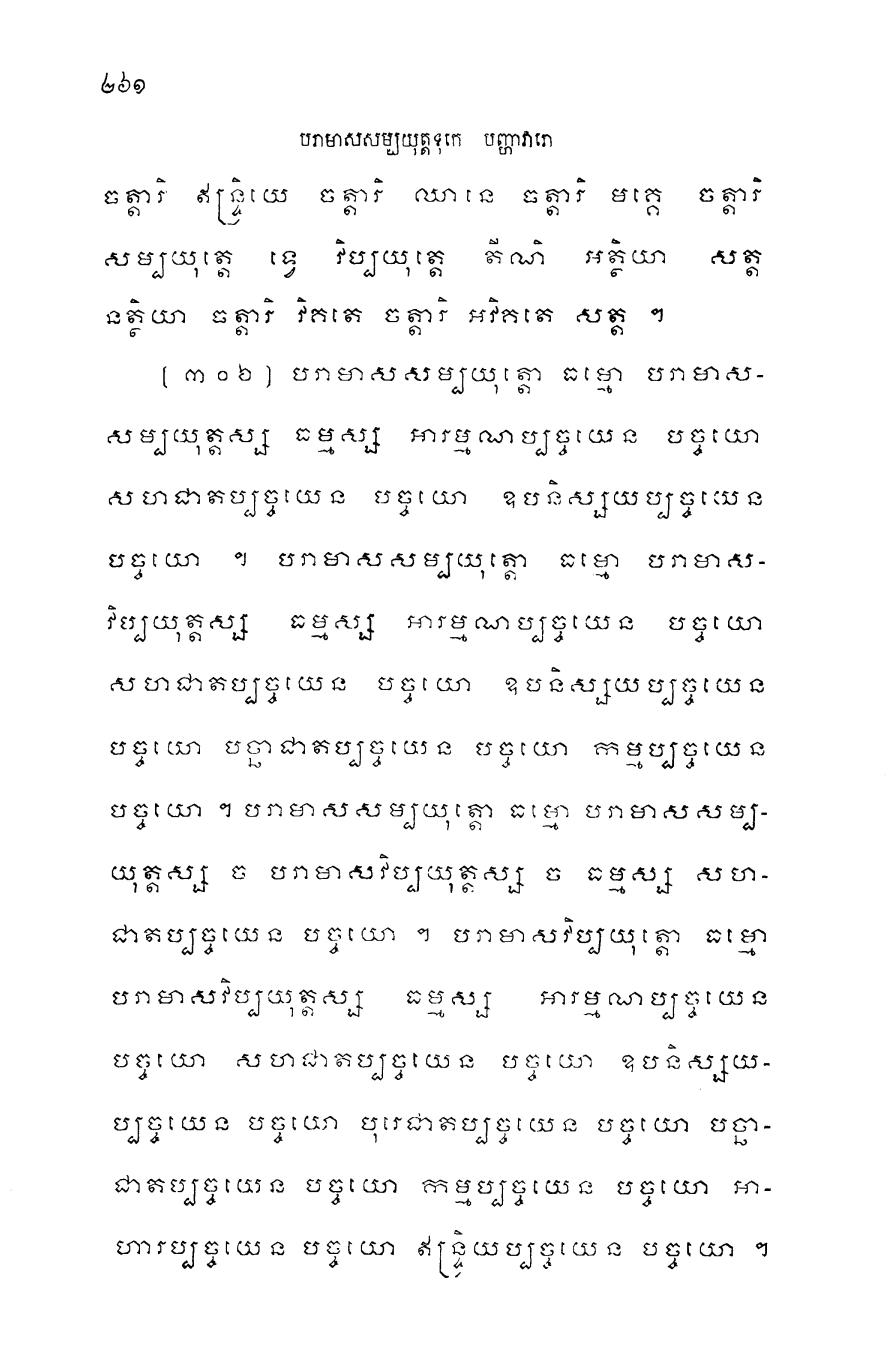 ២៦១
បរាមាសសម្បយុត្តទុកេ បញ្ហាវារោ
ចត្តារិ ឥន្ទ្រិយេ ចត្តារិ ឈានេ ចត្តារិ មគ្គេ ចត្តារិ
សម្បយុត្តេ ទ្វេ វិប្បយុត្តេ តីណិ អត្ថិយា សត្ត
នត្ថិយា ចត្តារិ វិគតេ ចត្តារិ អវិគតេ សត្ត ។
[ ៣០៦ ] បរាមាសសម្បយុត្តោ ធម្មោ បរាមាស-
សម្បយុត្តស្ស ធម្មស្ស អារម្មណប្បច្ចយេន បច្ចយោ
សហជាតប្បច្ចយេន បច្ចយោ ឧបនិស្សយប្បច្ចយេន
បច្ចយោ ។ បរាមាសសម្បយុត្តោ ធម្មោ បរាមាស-
វិប្បយុត្តស្ស ធម្មស្ស អារម្មណប្បច្ចយេន បច្ចយោ
សហជាតប្បច្ចយេន បច្ចយោ ឧបនិស្សយប្បច្ចយេន
បច្ចយោ បច្ឆាជាតប្បច្ចយេន បច្ចយោ កម្មប្បច្ចយេន
បច្ចយោ ។ បរាមាសសម្បយុត្តោ ធម្មោ បរាមាសសម្ប-
យុត្តស្ស ច បរាមាសវិប្បយុត្តស្ស ច ធម្មស្ស សហ-
ជាតប្បច្ចយេន បច្ចយោ ។ បរាមាសវិប្បយុត្តោ ធម្មោ
បរាមាសវិប្បយុត្តស្ស ធម្មស្ស អារម្មណប្បច្ចយេន
បច្ចយោ សហជាតប្បច្ចយេន បច្ចយោ ឧបនិស្សយ-
ប្បច្ចយេន បច្ចយោ បុរេជាតប្បច្ចយេន បច្ចយោ បច្ឆា-
ជាតប្បច្ចយេន បច្ចយោ កម្មប្បច្ចយេន បច្ចយោ អា-
ហារប្បច្ចយេន បច្ចយោ ឥន្ទ្រិយប្បច្ចយេន បច្ចយោ ។